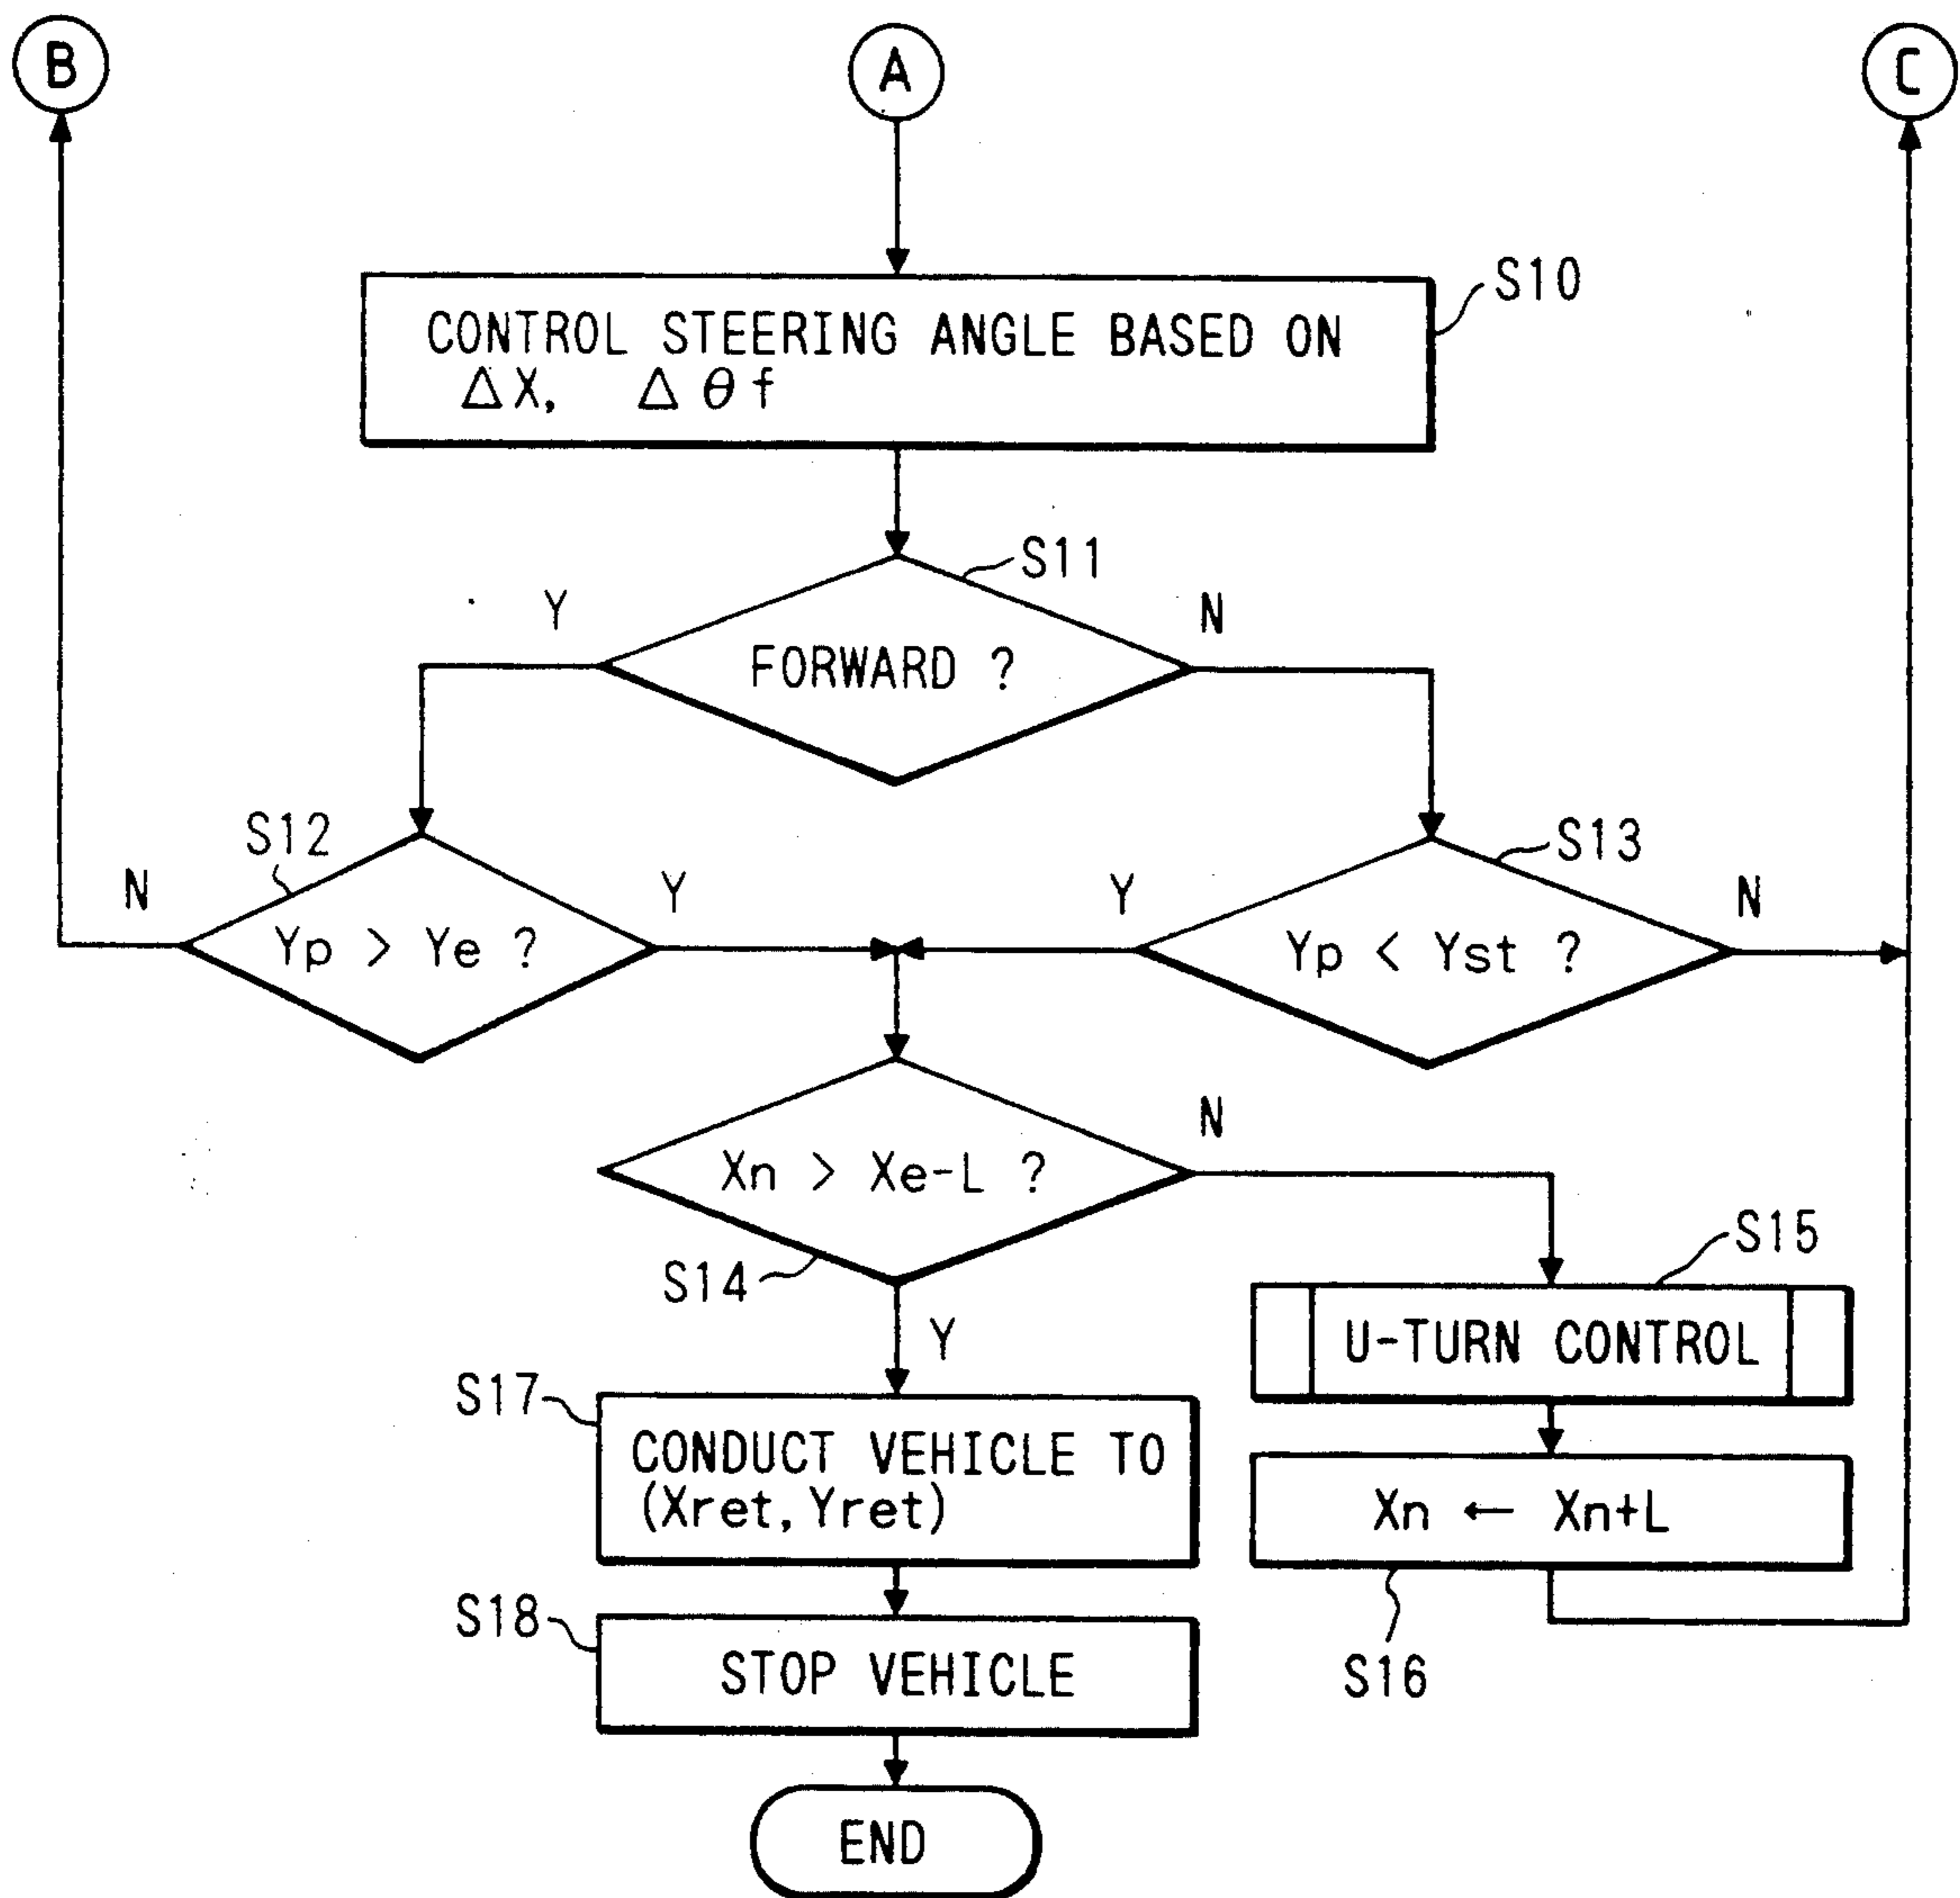 B
A
C
S10
CONTROL STEERING ANGLE BASED ON
ΔX, Δθf
S11
Y
N
FORWARD ?
S12
S13
N
Y
Y
N
Yp > Ye ?
Yp < Yst ?
N
Xn > Xe-L ?
S14
S15
Y
U-TURN CONTROL
S17
CONDUCT VEHICLE TO
(Xret, Yret)
Xn ← Xn+L
S18
STOP VEHICLE
S16
END